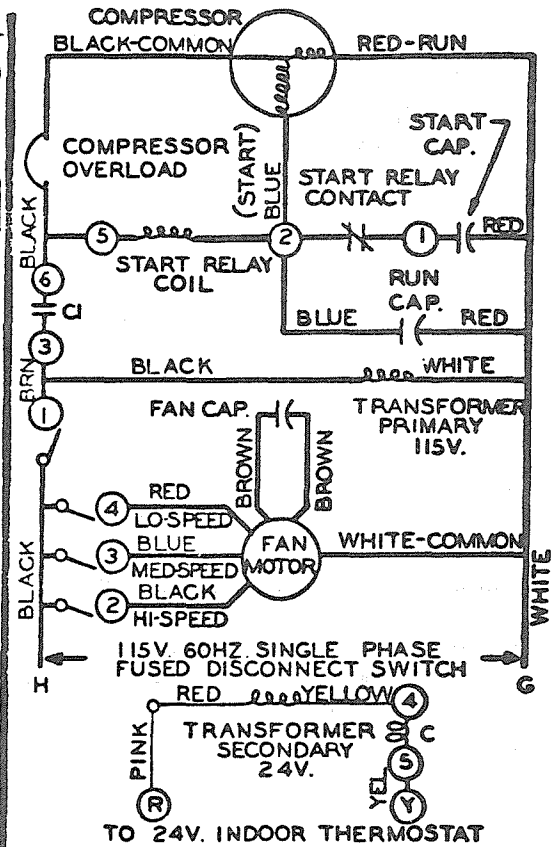 COMPRESSOR
BLACK-COMMON
RED-RUN
COMPRESSOR
OVERLOAD
(START)
BLUE
START
CAP.
START RELAY
CONTACT
BLACK
5
START RELAY
COIL
2
1
RED
6
C1
RUN
CAP.
BLUE
RED
3
BRN
BLACK
WHITE
1
FAN CAP.
TRANSFORMER
PRIMARY
115V.
BROWN
BROWN
4
RED
LO-SPEED
3
BLUE
MED-SPEED
FAN
MOTOR
WHITE-COMMON
2
BLACK
HI-SPEED
BLACK
WHITE
H
115V. 60HZ. SINGLE PHASE
FUSED DISCONNECT SWITCH
G
RED
YELLOW
4
TRANSFORMER
SECONDARY
24V.
C
PINK
5
YEL
R
Y
TO 24V. INDOOR THERMOSTAT